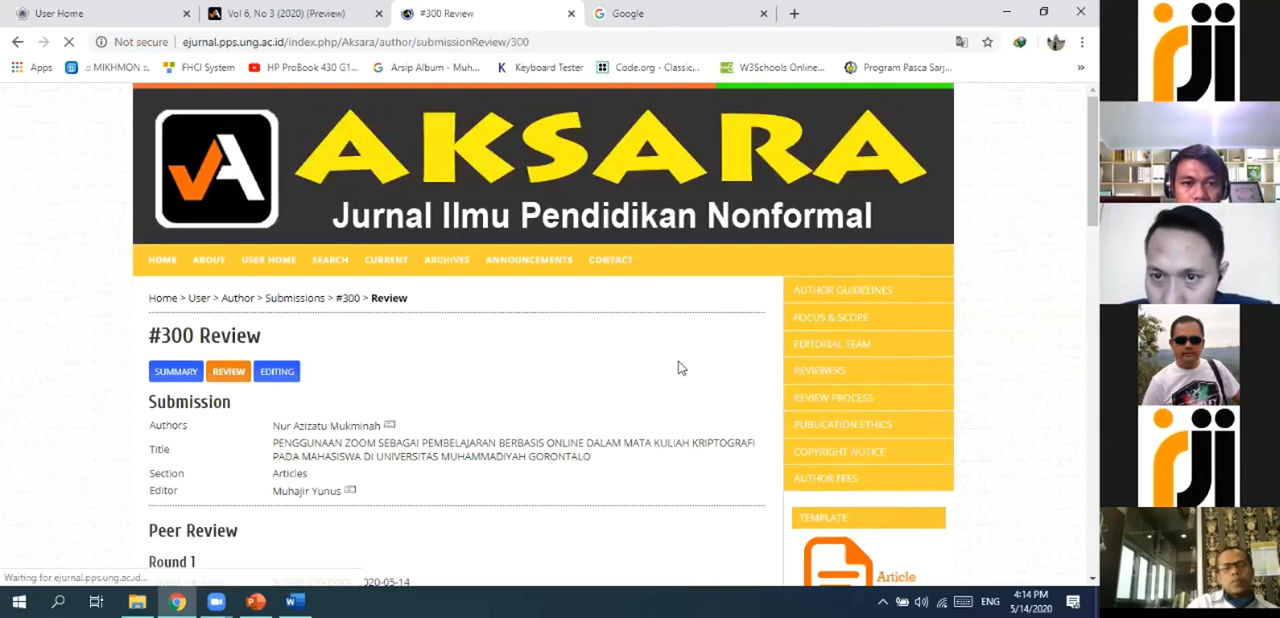 User Home
Vol 6, No 3 (2020) (Preview)
#300 Review
Google
Not secure
ejurnal.pps.ung.ac.id/index.php/Aksara/author/submissionReview/300
Apps
.:: MIKHMON ::.
FHCI System
HP ProBook 430 G1...
Arsip Album - Muh...
Keyboard Tester
Code.org - Classic...
W3Schools Online...
Program Pasca Sarj...
»
AKSARA
Jurnal Ilmu Pendidikan Nonformal
HOME ABOUT USER HOME SEARCH CURRENT ARCHIVES ANNOUNCEMENTS CONTACT
Home > User > Author > Submissions > #300 > Review
#300 Review
SUMMARY REVIEW EDITING
Submission
Authors Nur Azizatu Mukminah
Title PENGGUNAAN ZOOM SEBAGAI PEMBELAJARAN BERBASIS ONLINE DALAM MATA KULIAH KRIPTOGRAFI
PADA MAHASISWA DI UNIVERSITAS MUHAMMADIYAH GORONTALO
Section Articles
Editor Muhajir Yunus
Peer Review
Round 1
020-05-14
AUTHOR GUIDELINES
FOCUS & SCOPE
EDITORIAL TEAM
REVIEWERS
REVIEW PROCESS
PUBLICATION ETHICS
COPYRIGHT NOTICE
AUTHOR FEES
TEMPLATE
Article
Waiting for ejurnal.pps.ung.ac.id...
ENG
4:14 PM
5/14/2020
rji
rji